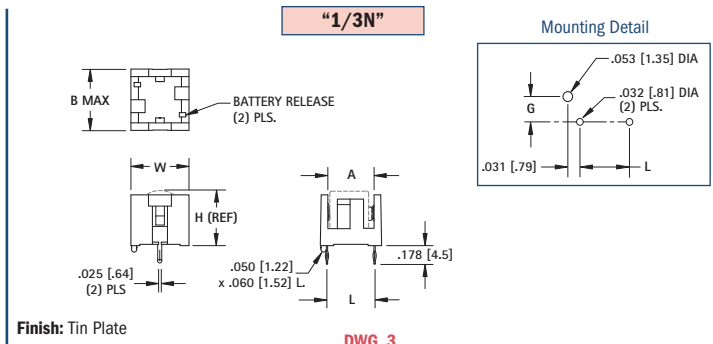 “1/3N”
Mounting Detail
.053 [1.35] DIA
.032 [.81] DIA
(2) PLS.
G
.031 [.79]
L
B MAX
BATTERY RELEASE
(2) PLS.
W
H (REF)
.025 [.64]
(2) PLS
A
.050 [1.22]
x .060 [1.52] L.
.178 [4.5]
L
Finish: Tin Plate
DWG. 3